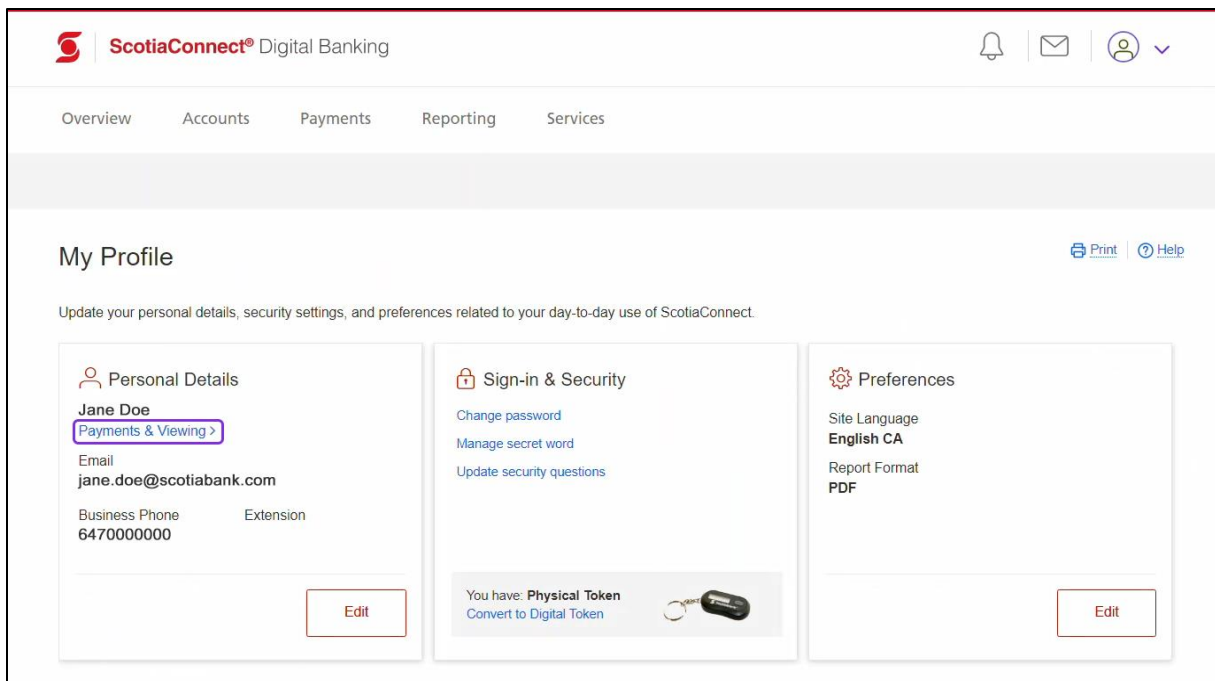 ScotiaConnect® Digital Banking
Overview Accounts Payments Reporting Services
My Profile
Print Help
Update your personal details, security settings, and preferences related to your day-to-day use of ScotiaConnect.
Personal Details
Jane Doe
Payments & Viewing >
Email
jane.doe@scotiabank.com
Business Phone Extension
6470000000
Edit
Sign-in & Security
Change password
Manage secret word
Update security questions
You have: Physical Token
Convert to Digital Token
Preferences
Site Language
English CA
Report Format
PDF
Edit